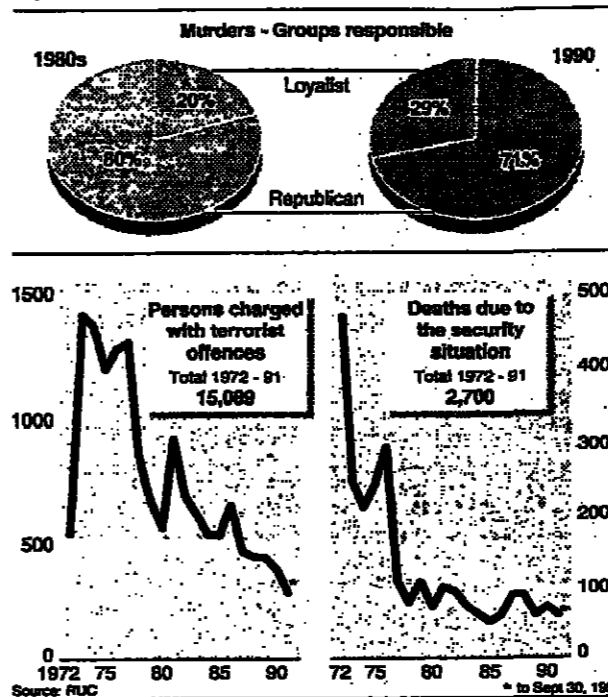 Murders - Groups responsible
1980s
1990
20%
Loyalist
29%
80%
71%
Republican
1500
1000
500
0
Persons charged
with terrorist
offences
Total 1972 - 91
15,089
Deaths due to
the security
situation
Total 1972 - 91
2,700
500
400
300
200
100
0
1972 75 80 85 90
72 75 80 85 90
Source: RUC
* to Sept 30,